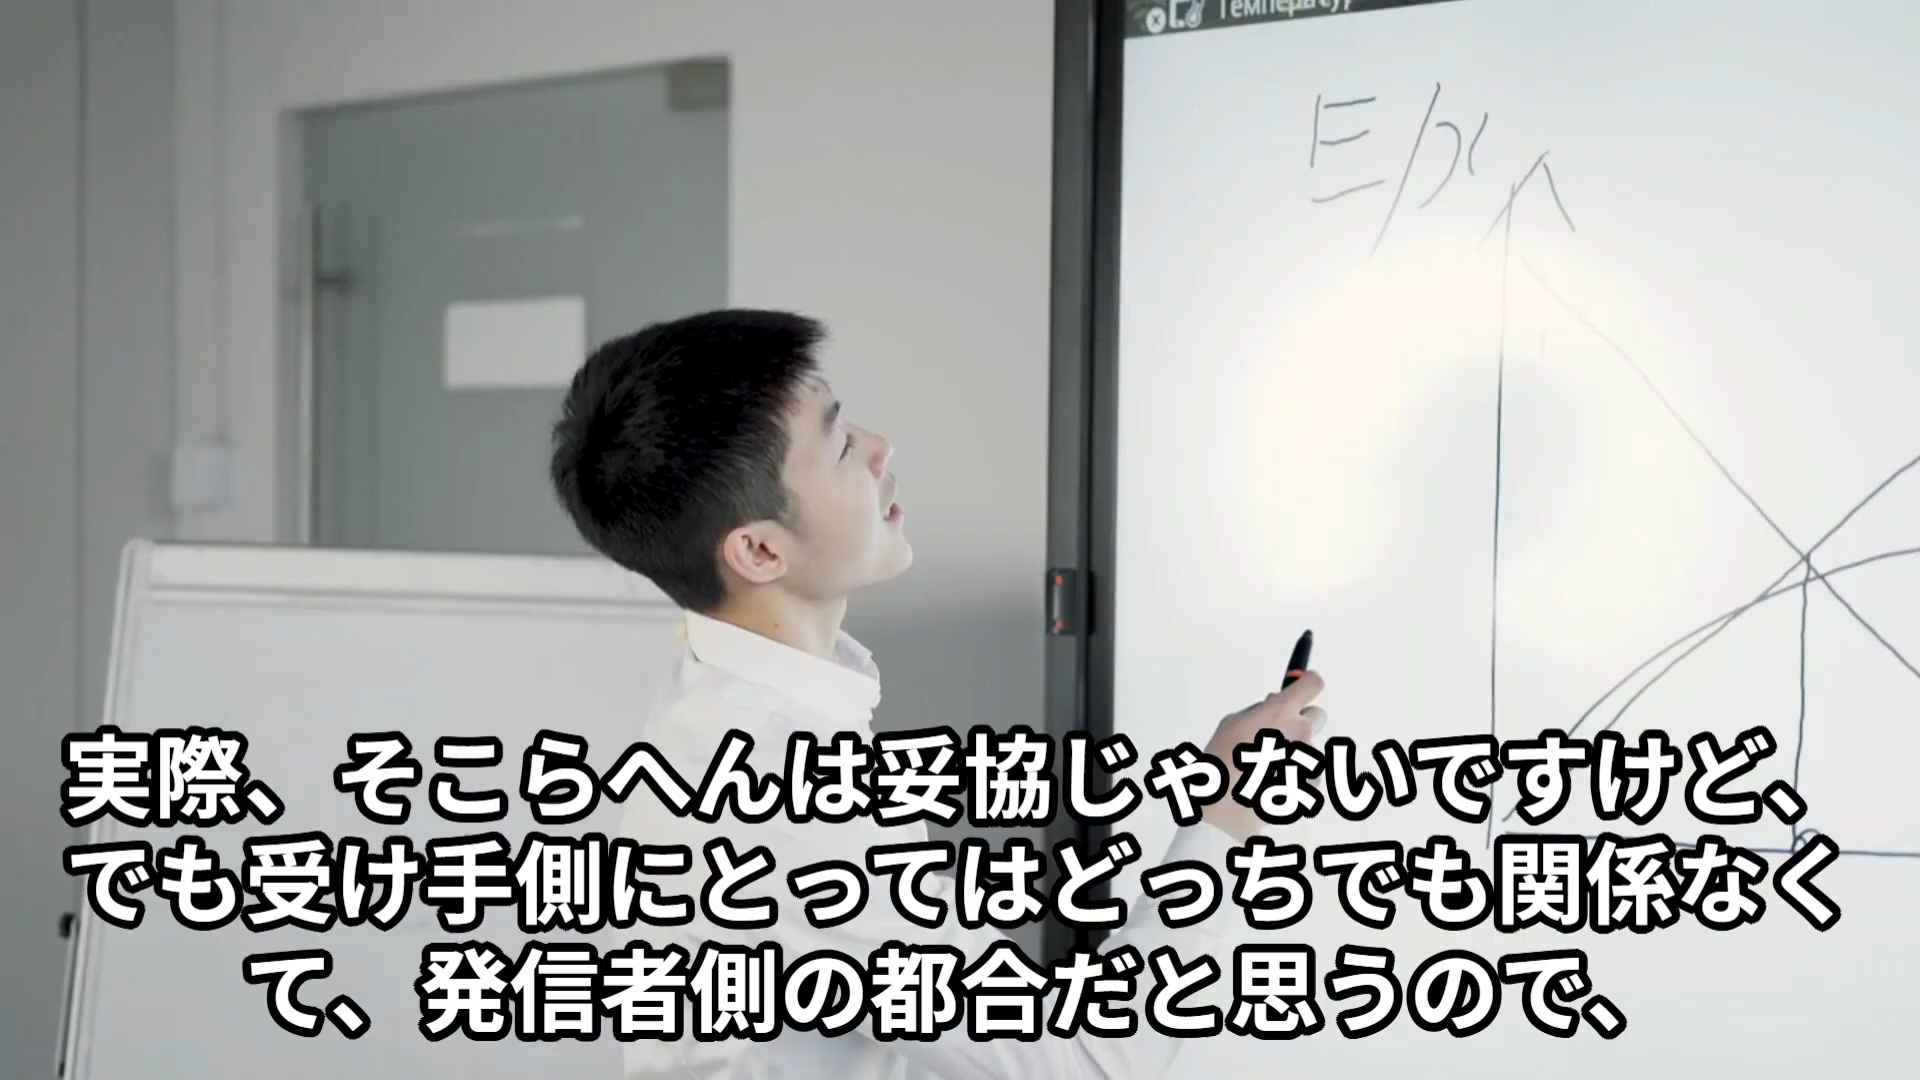 Температур
E/x
実際、そこらへんは妥協じゃないですけど、
でも受け手側にとってはどっちでも関係なく
て、発信者側の都合だと思うので、